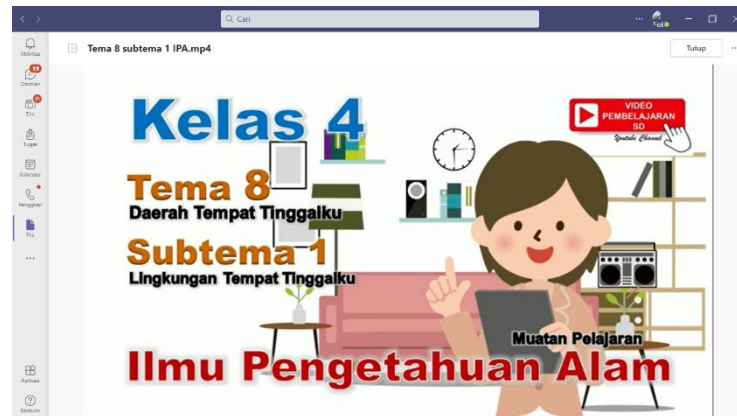 Cari
Aktivitas
19
Obrolan
Tim
Tugas
Kalender
Panggilan
File
Tema 8 subtema 1 IPA.mp4
Tutup
Kelas 4
VIDEO
PEMBELAJARAN
SD
Youtube Channel
Tema 8
Daerah Tempat Tinggalku
Subtema 1
Lingkungan Tempat Tinggalku
Muatan Pelajaran
Ilmu Pengetahuan Alam
Aplikasi
Bantuan